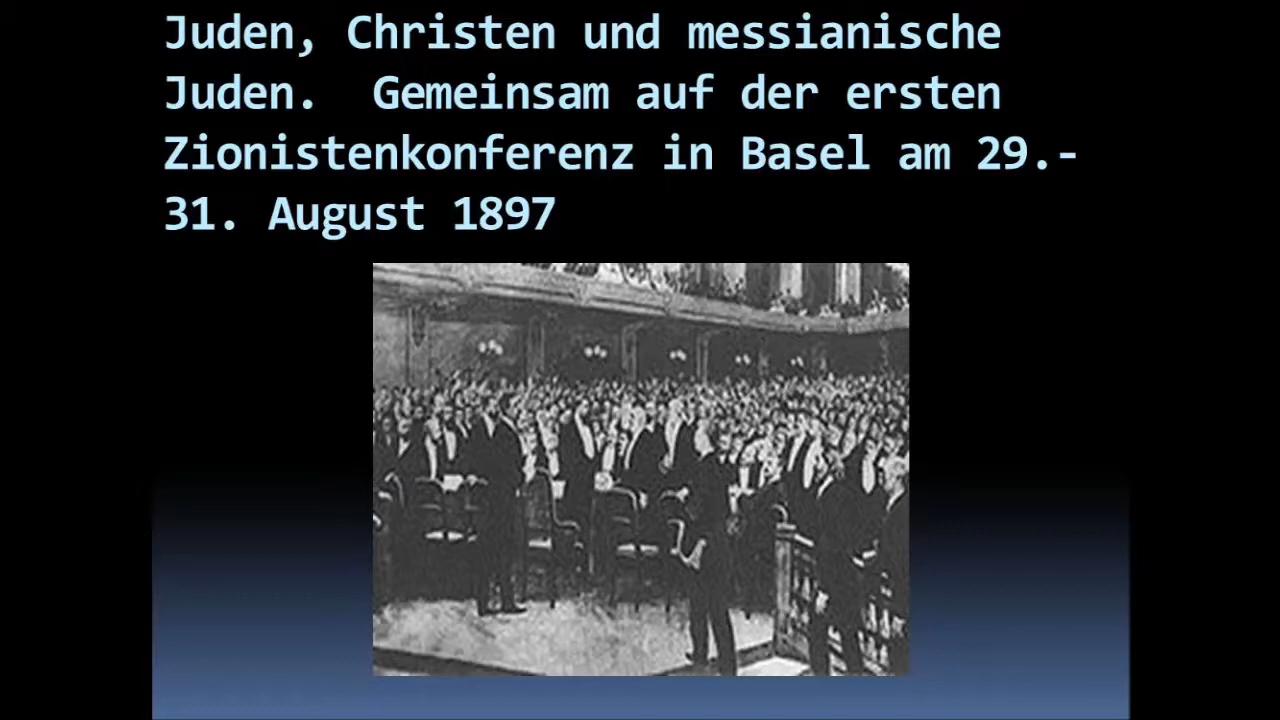 Juden, Christen und messianische
Juden.  Gemeinsam auf der ersten
Zionistenkonferenz in Basel am 29.-
31. August 1897